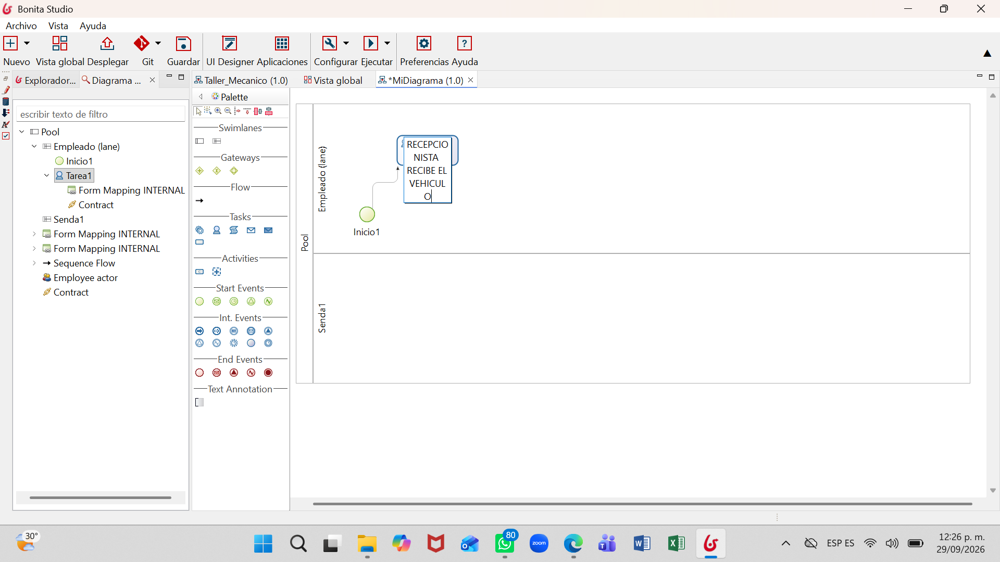 Bonita Studio
Archivo Vista Ayuda
Nuevo Vista global Desplegar Git Guardar UI Designer Aplicaciones Configurar Ejecutar Preferencias Ayuda
Explorador... Diagrama ...
Taller_Mecanico (1.0) Vista global *MiDiagrama (1.0)
Palette
escribir texto de filtro
Pool
Empleado (lane)
Inicio1
Tarea1
Form Mapping INTERNAL
Contract
Senda1
Form Mapping INTERNAL
Form Mapping INTERNAL
Sequence Flow
Employee actor
Contract
Swimlanes
Gateways
Flow
Tasks
Activities
Start Events
Int. Events
End Events
Text Annotation
Pool
Empleado (lane)
RECEPCIO
NISTA
RECIBE EL
VEHICUL
O
Inicio1
Senda1
30°
80
zoom
ESP ES
12:26 p. m.
29/09/2026